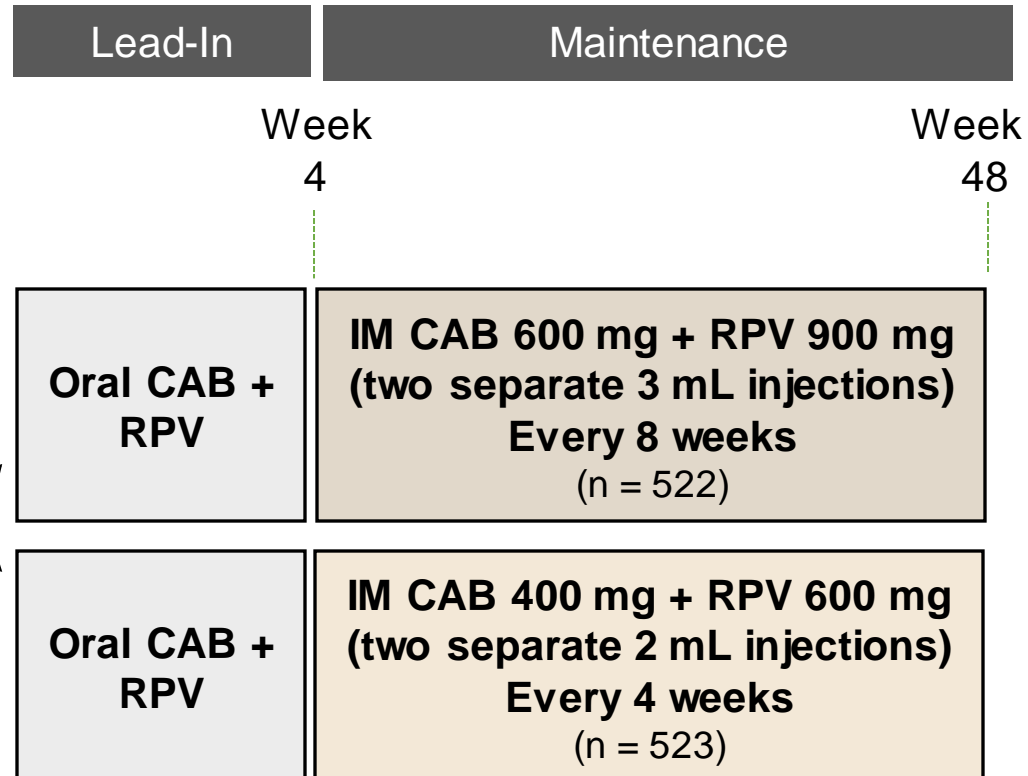 Lead-In
Maintenance
Week
4
Week
48
Oral CAB +
RPV
IM CAB 600 mg + RPV 900 mg
(two separate 3 mL injections)
Every 8 weeks
(n = 522)
Oral CAB +
RPV
IM CAB 400 mg + RPV 600 mg
(two separate 2 mL injections)
Every 4 weeks
(n = 523)